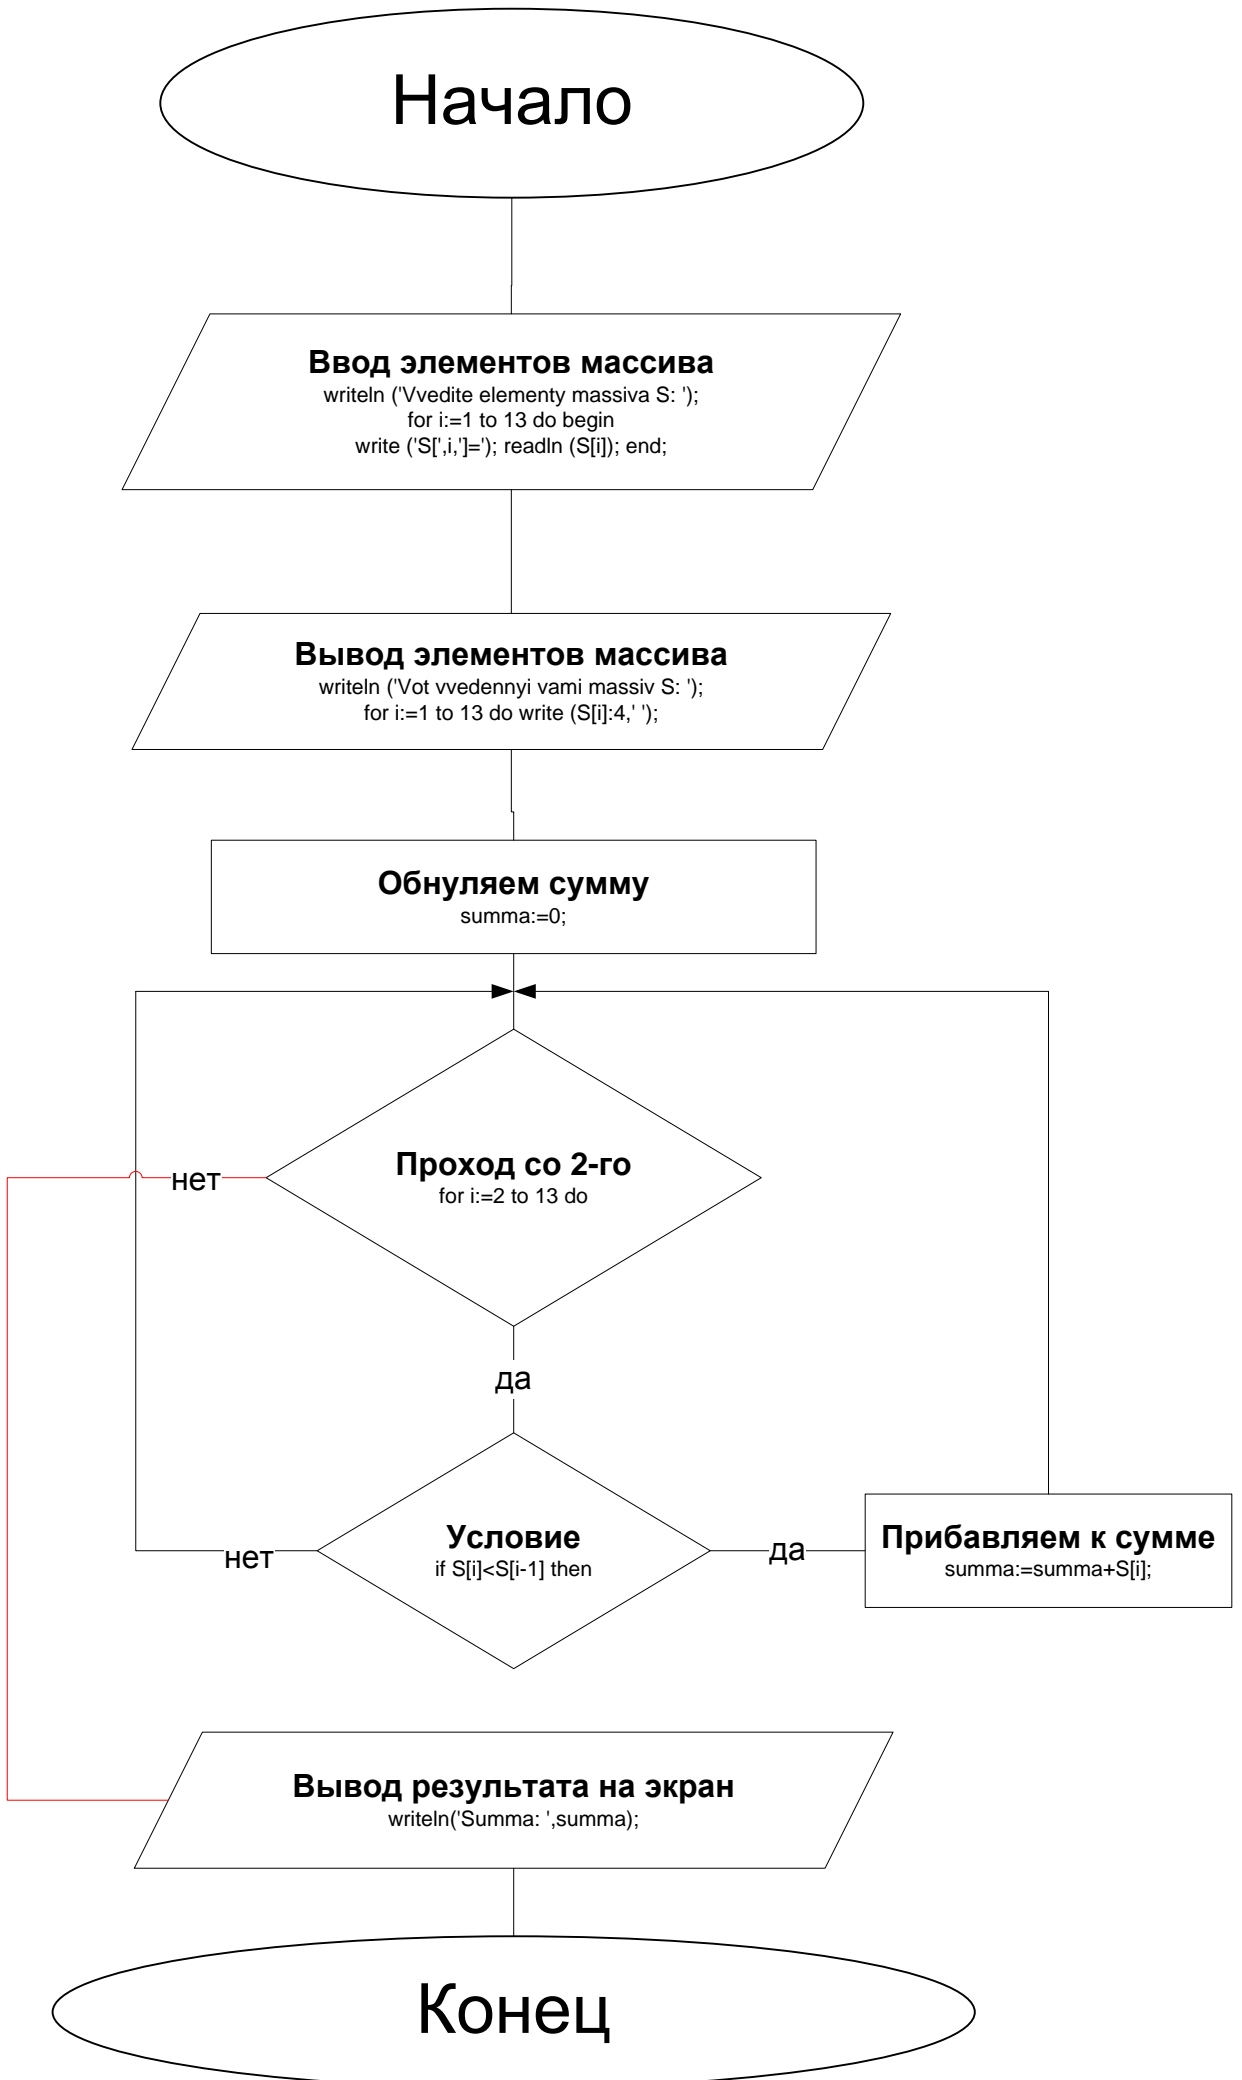 Начало
Ввод элементов массива
writeln ('Vvedite elementy massiva S: ');
for i:=1 to 13 do begin
write ('S[',i,']='); readln (S[i]); end;
Вывод элементов массива
writeln ('Vot vvedennyi vami massiv S: ');
for i:=1 to 13 do write (S[i]:4,' ');
Обнуляем сумму
summa:=0;
Проход со 2-го
for i:=2 to 13 do
нет
да
Условие
if S[i]<S[i-1] then
нет
да
Прибавляем к сумме
summa:=summa+S[i];
Вывод результата на экран
writeln('Summa: ',summa);
Конец